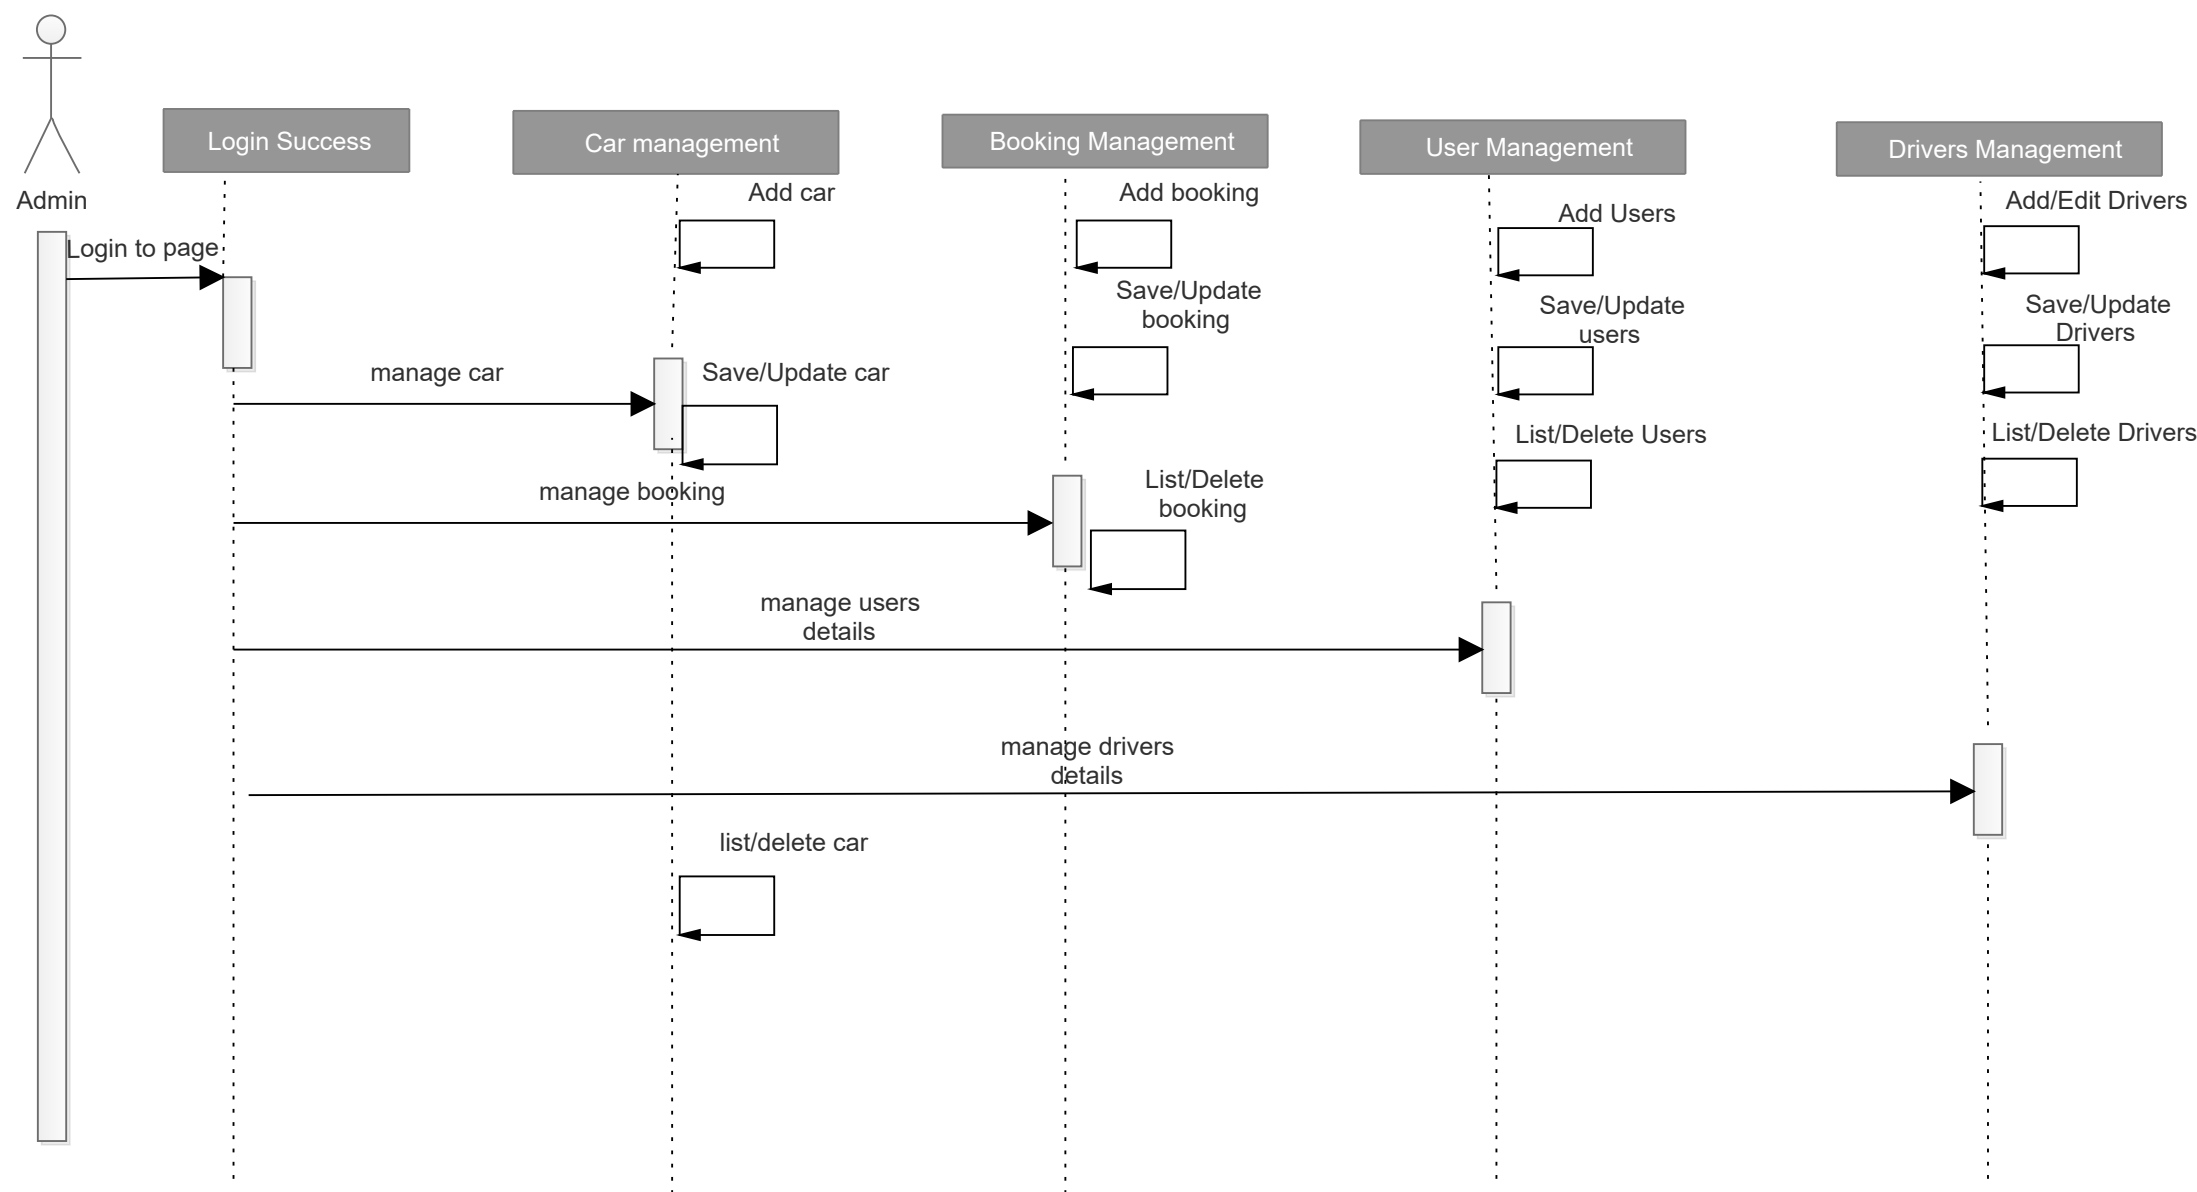 Login Success
Car management
Booking Management
User Management
Drivers Management
Admin
Add car
Add booking
Add Users
Add/Edit Drivers
Login to page
Save/Update
booking
Save/Update
users
Save/Update
Drivers
manage car
Save/Update car
List/Delete Users
List/Delete Drivers
manage booking
List/Delete
booking
manage users
details
manage drivers
details
list/delete car